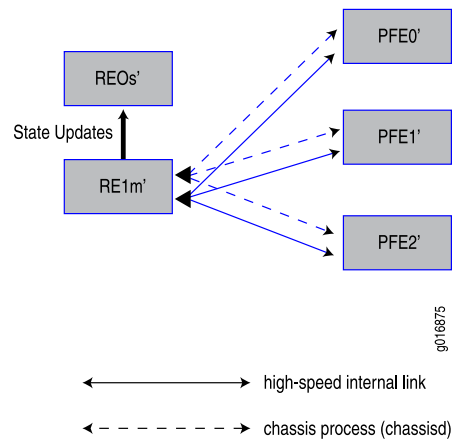 PFE0'
REOs'
State Updates
PFE1'
RE1m'
PFE2'
g016875
high-speed internal link
chassis process (chassisd)